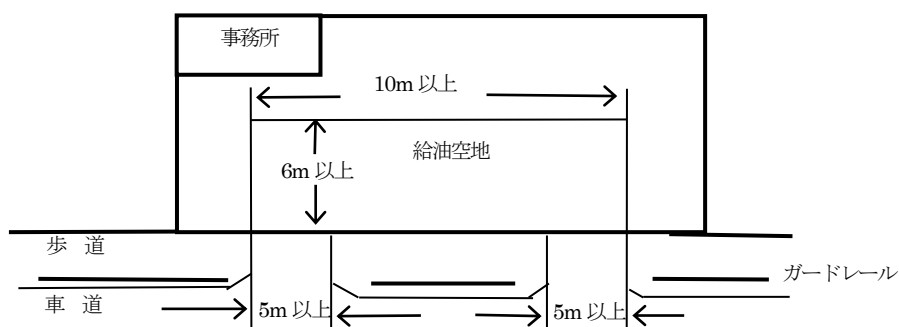 事務所
10m 以上
給油空地
6m 以上
歩 道
ガードレール
車 道
5m 以上
5m 以上